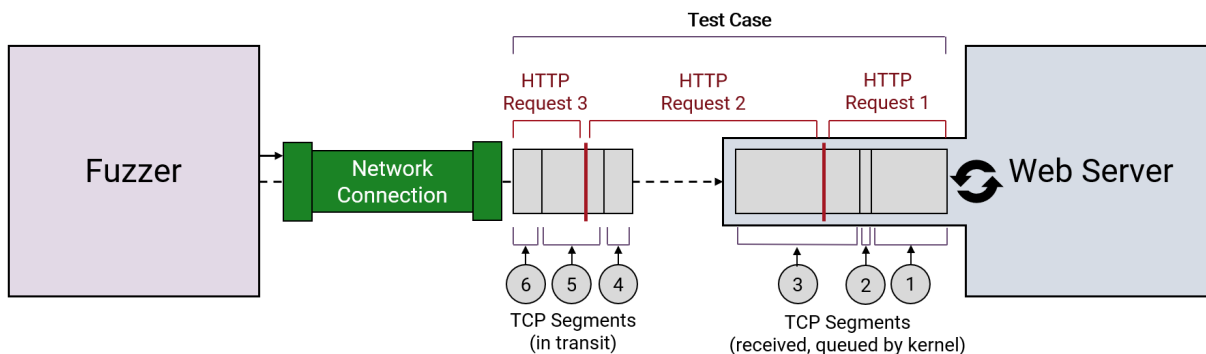 Test Case
HTTP
Request 3
HTTP
Request 2
HTTP
Request 1
Fuzzer
Network
Connection
Web Server
6
5
4
3
2
1
TCP Segments
(in transit)
TCP Segments
(received, queued by kernel)